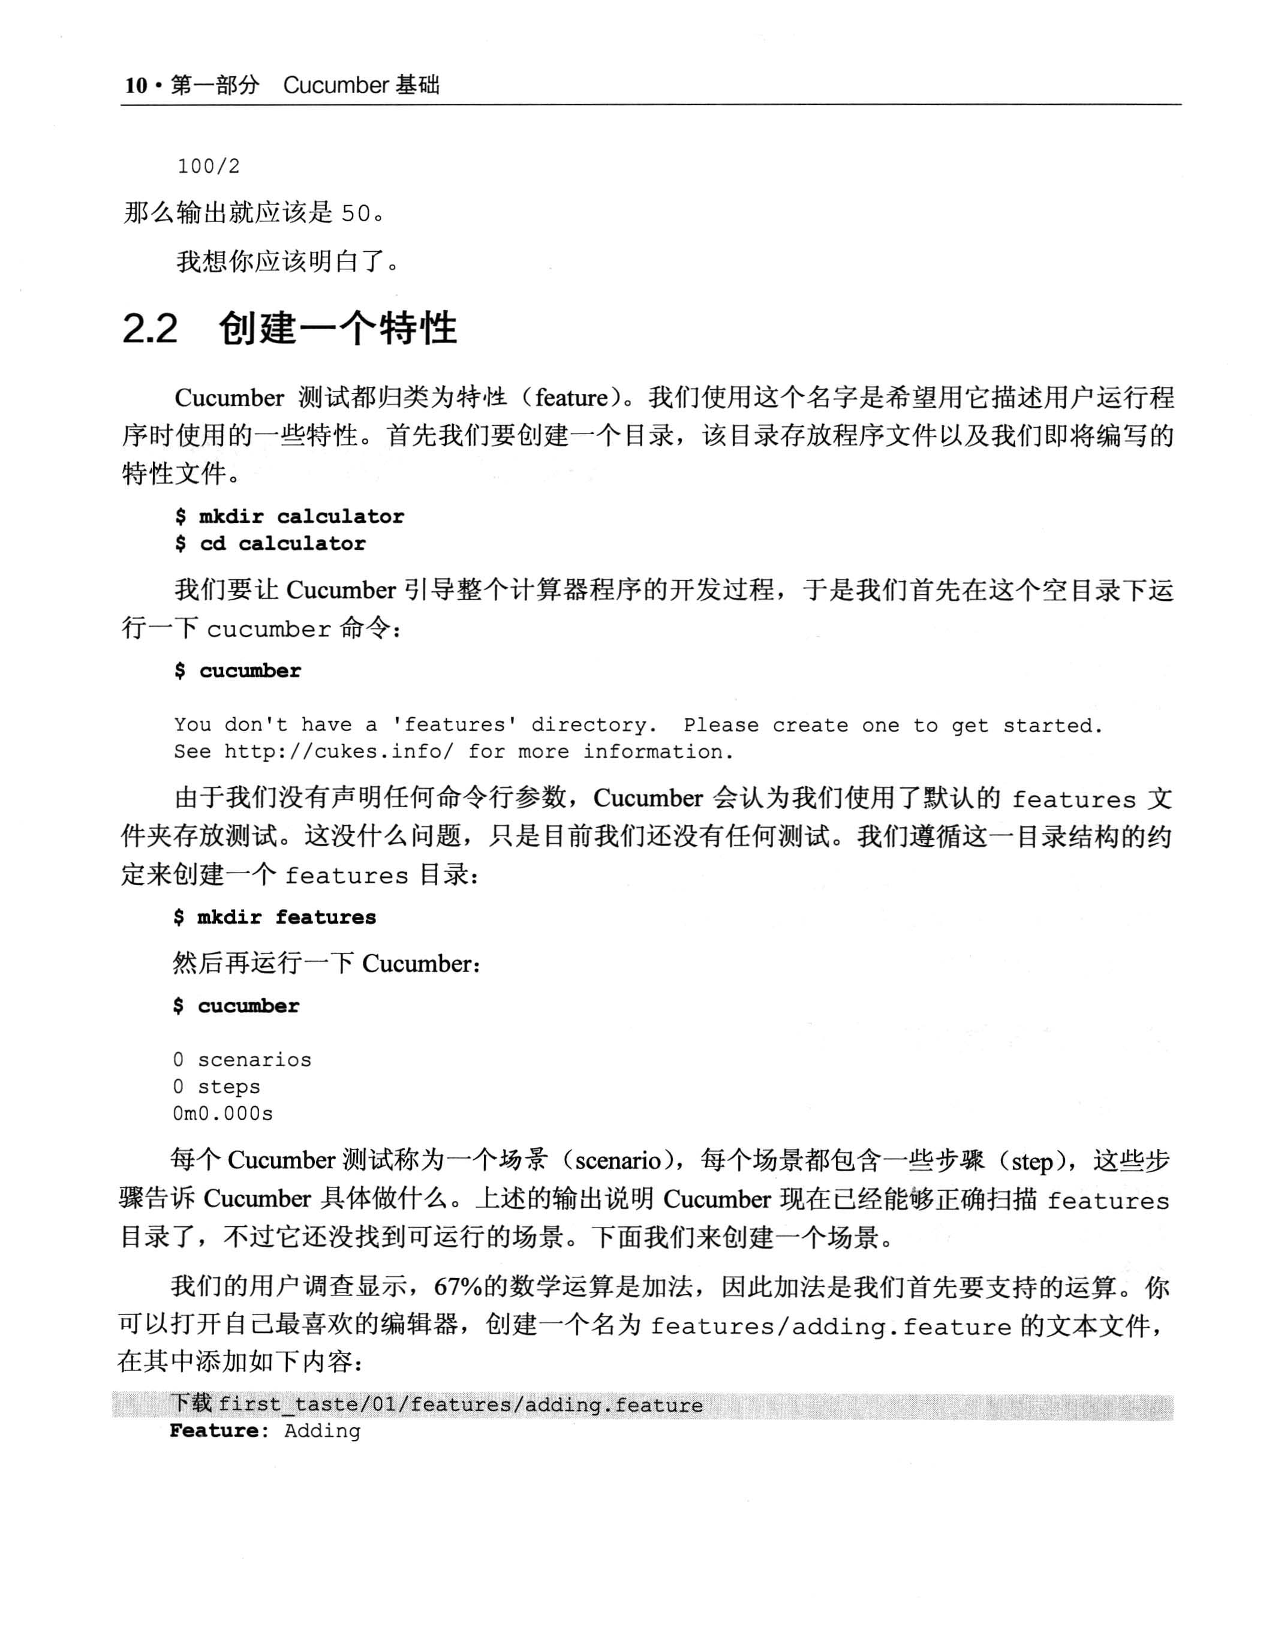 10·第一部分 Cucumber 基础
100/2
那么输出就应该是 50。
我想你应该明白了。
2.2 创建一个特性
Cucumber 测试都归类为特性（feature）。我们使用这个名字是希望用它描述用户运行程
序时使用的一些特性。首先我们要创建一个目录，该目录存放程序文件以及我们即将编写的
特性文件。
$ mkdir calculator
$ cd calculator
我们要让 Cucumber 引导整个计算器程序的开发过程，于是我们首先在这个空目录下运
行一下 cucumber 命令：
$ cucumber
You don't have a 'features' directory.  Please create one to get started.
See http://cukes.info/ for more information.
由于我们没有声明任何命令行参数，Cucumber 会认为我们使用了默认的 features 文
件夹存放测试。这没什么问题，只是目前我们还没有任何测试。我们遵循这一目录结构的约
定来创建一个 features 目录：
$ mkdir features
然后再运行一下 Cucumber：
$ cucumber
0 scenarios
0 steps
0m0.000s
每个 Cucumber 测试称为一个场景（scenario），每个场景都包含一些步骤（step），这些步
骤告诉 Cucumber 具体做什么。上述的输出说明 Cucumber 现在已经能够正确扫描 features
目录了，不过它还没找到可运行的场景。下面我们来创建一个场景。
我们的用户调查显示，67%的数学运算是加法，因此加法是我们首先要支持的运算。你
可以打开自己最喜欢的编辑器，创建一个名为 features/adding.feature 的文本文件，
在其中添加如下内容：
下载 first_taste/01/features/adding.feature
Feature: Adding